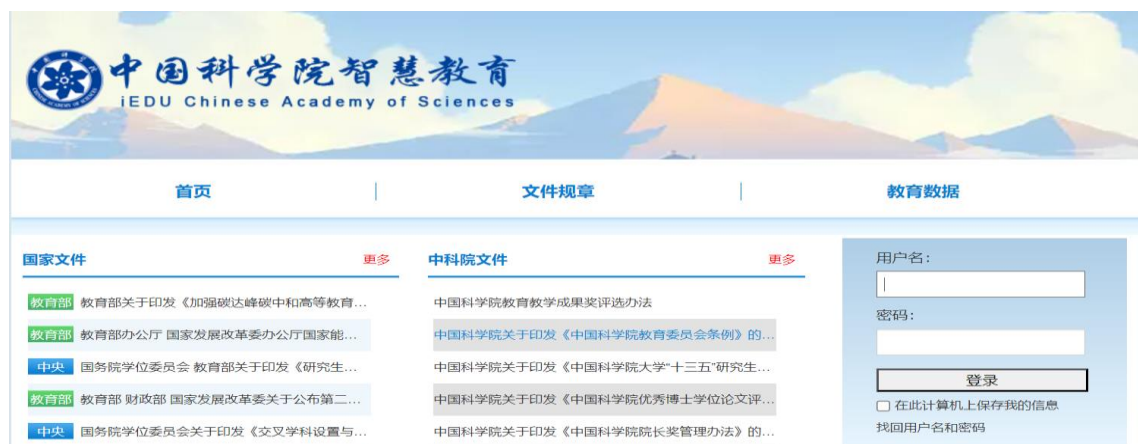 中国科学院智慧教育
iEDU Chinese Academy of Sciences
首页
文件规章
教育数据
国家文件
更多
教育部 教育部关于印发《加强碳达峰碳中和高等教育...
教育部 教育部办公厅 国家发展改革委办公厅国家能...
中央 国务院学位委员会 教育部关于印发《研究生...
教育部 教育部 财政部 国家发展改革委关于公布第二...
中央 国务院学位委员会关于印发《交叉学科设置与...
中科院文件
更多
中国科学院教育教学成果奖评选办法
中国科学院关于印发《中国科学院教育委员会条例》的...
中国科学院关于印发《中国科学院大学“十三五”研究生...
中国科学院关于印发《中国科学院优秀博士学位论文评...
中国科学院关于印发《中国科学院院长奖管理办法》的...
用户名:
密码:
登录
在此计算机上保存我的信息
找回用户名和密码